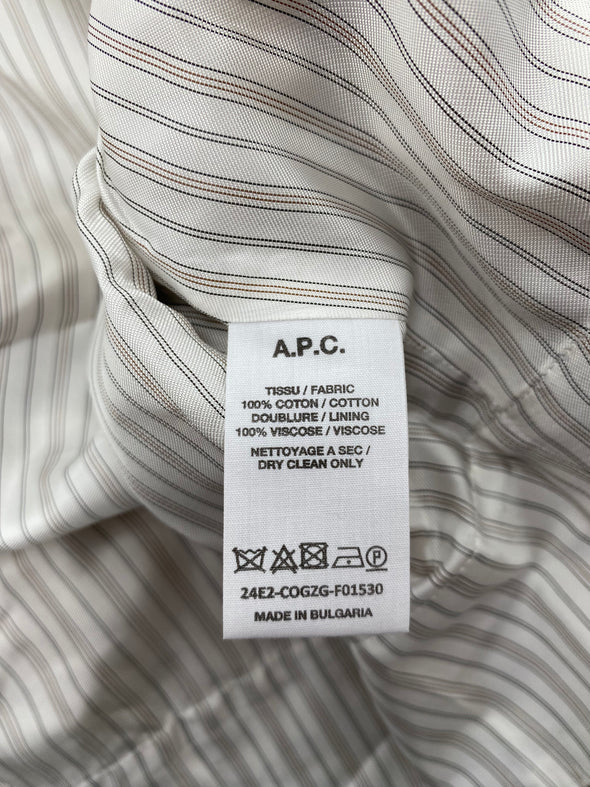 A.P.C.
TISSU / FABRIC
100% COTON / COTTON
DOUBLURE / LINING
100% VISCOSE / VISCOSE
NETTOYAGE A SEC /
DRY CLEAN ONLY
P
24E2-COGZG-F01530
MADE IN BULGARIA